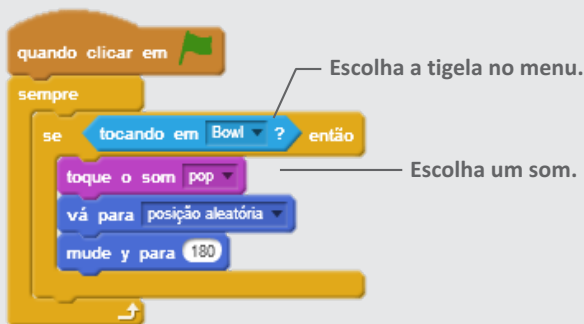 quando clicar em
Escolha a tigela no menu.
sempre
se tocando em Bowl ? então
toque o som pop
Escolha um som.
vá para posição aleatória
mude y para 180